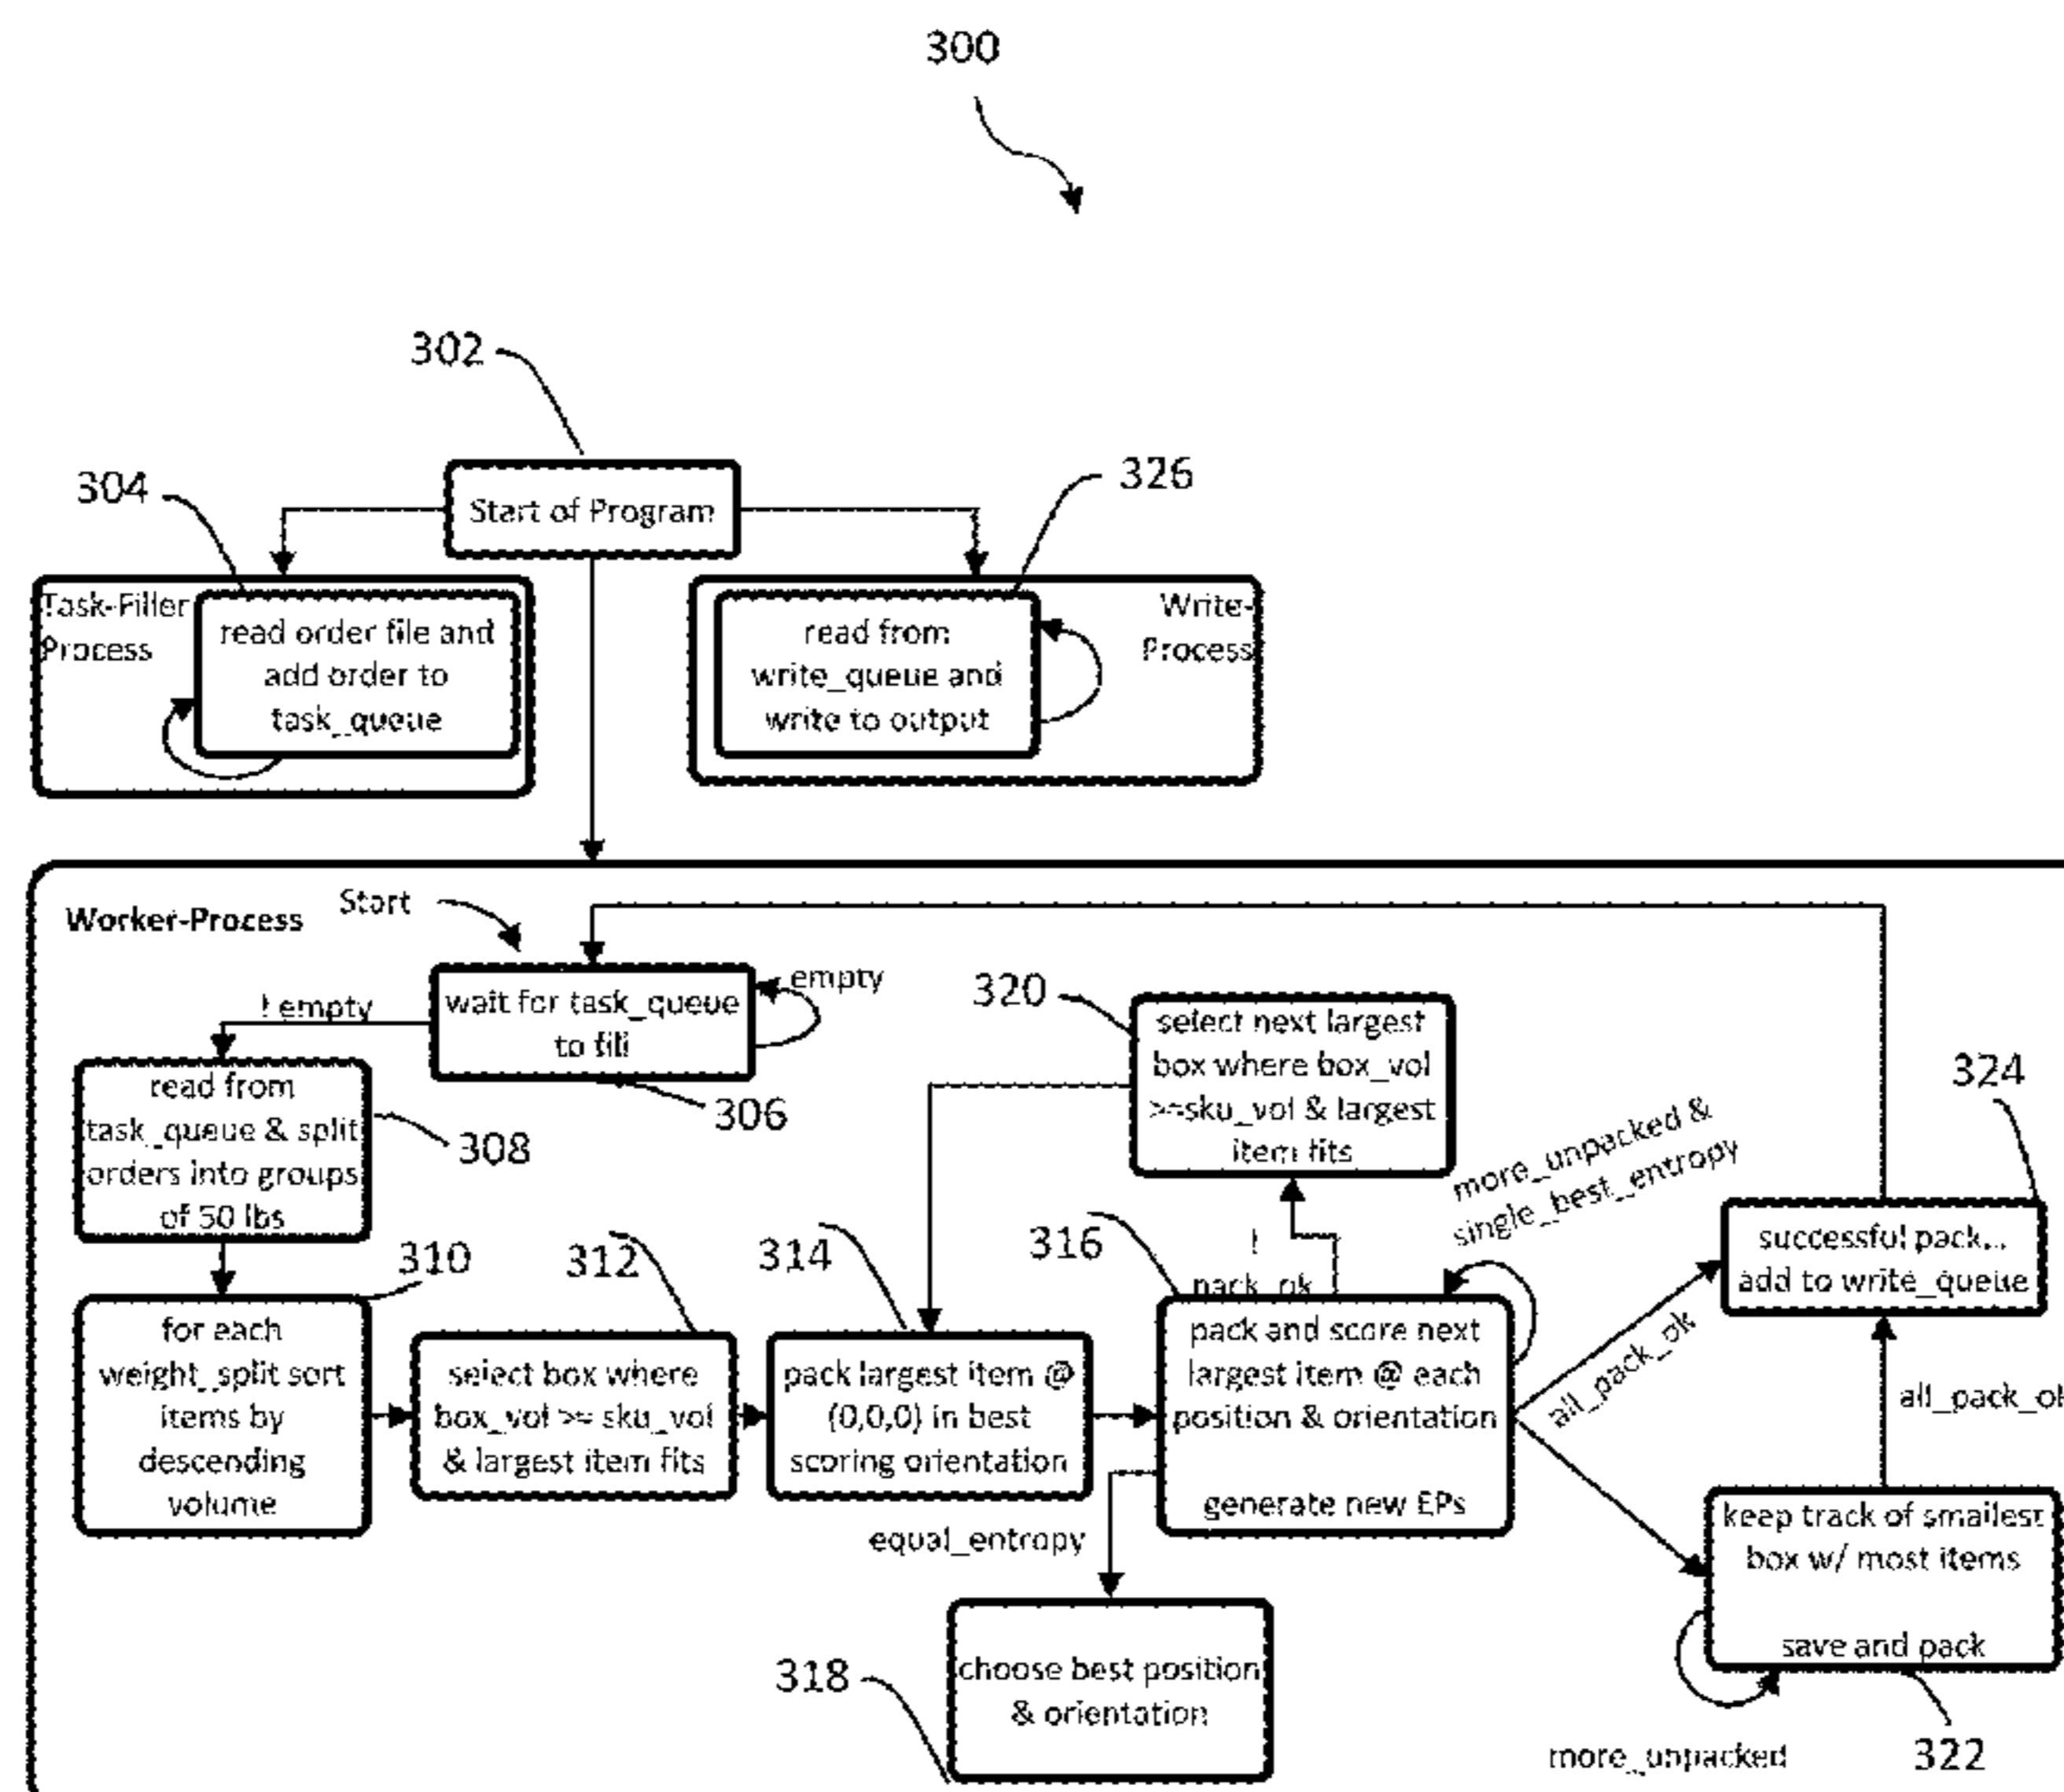 300
302
304
326
Start of Program
Task-Filler
Process
read order file and
add order to
task_queue
read from
write_queue and
write to output
Write-
Process
Worker-Process
Start
! empty
wait for task_queue
to fill
empty
306
read from
task_queue & split
orders into groups
of 50 lbs
308
320
select next largest
box where box_vol
>=sku_vol & largest
item fits
more_unpacked &
single_best_entropy
324
successful pack...
add to write_queue
310
for each
weight_split sort
items by
descending
volume
312
select box where
box_vol >= sku_vol
& largest item fits
314
pack largest item @
(0,0,0) in best
scoring orientation
316
!
pack_ok
pack and score next
largest item @ each
position & orientation
generate new EPs
all_pack_ok
all_pack_ok
equal_entropy
318
choose best position
& orientation
keep track of smallest
box w/ most items
save and pack
more_unpacked
322